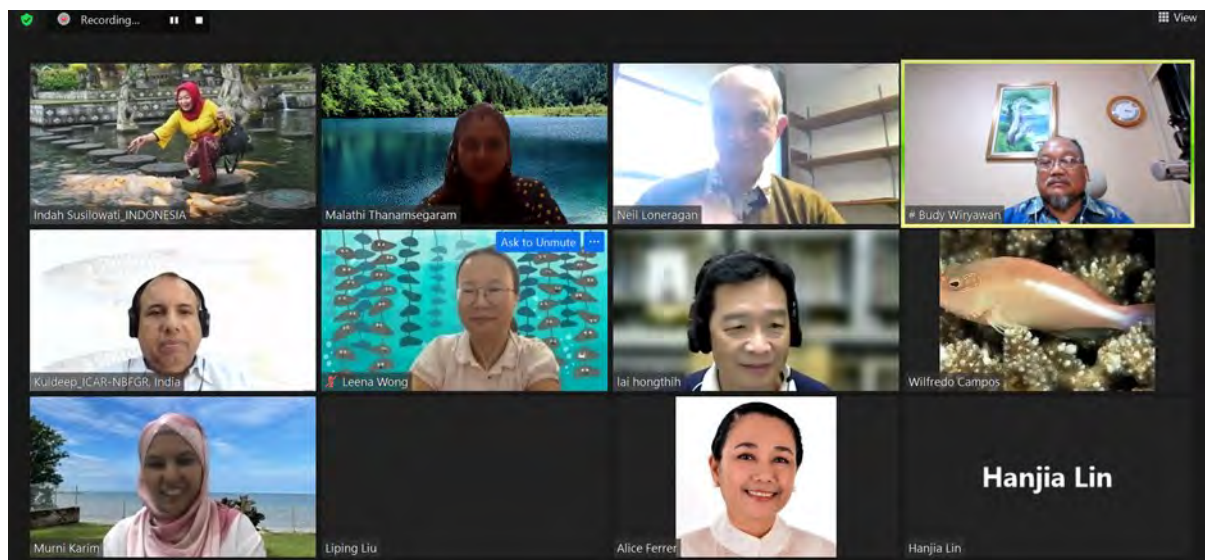 Recording...
View
Indah Susilowati_INDONESIA
Malathi Thanamsegaram
Neil Loneragan
# Budy Wiryawan
Kuldeep_ICAR-NBFGR, India
Ask to Unmute ...
Leena Wong
lai hongthih
Wilfredo Campos
Murni Karim
Liping Liu
Alice Ferrer
Hanjia Lin
Hanjia Lin